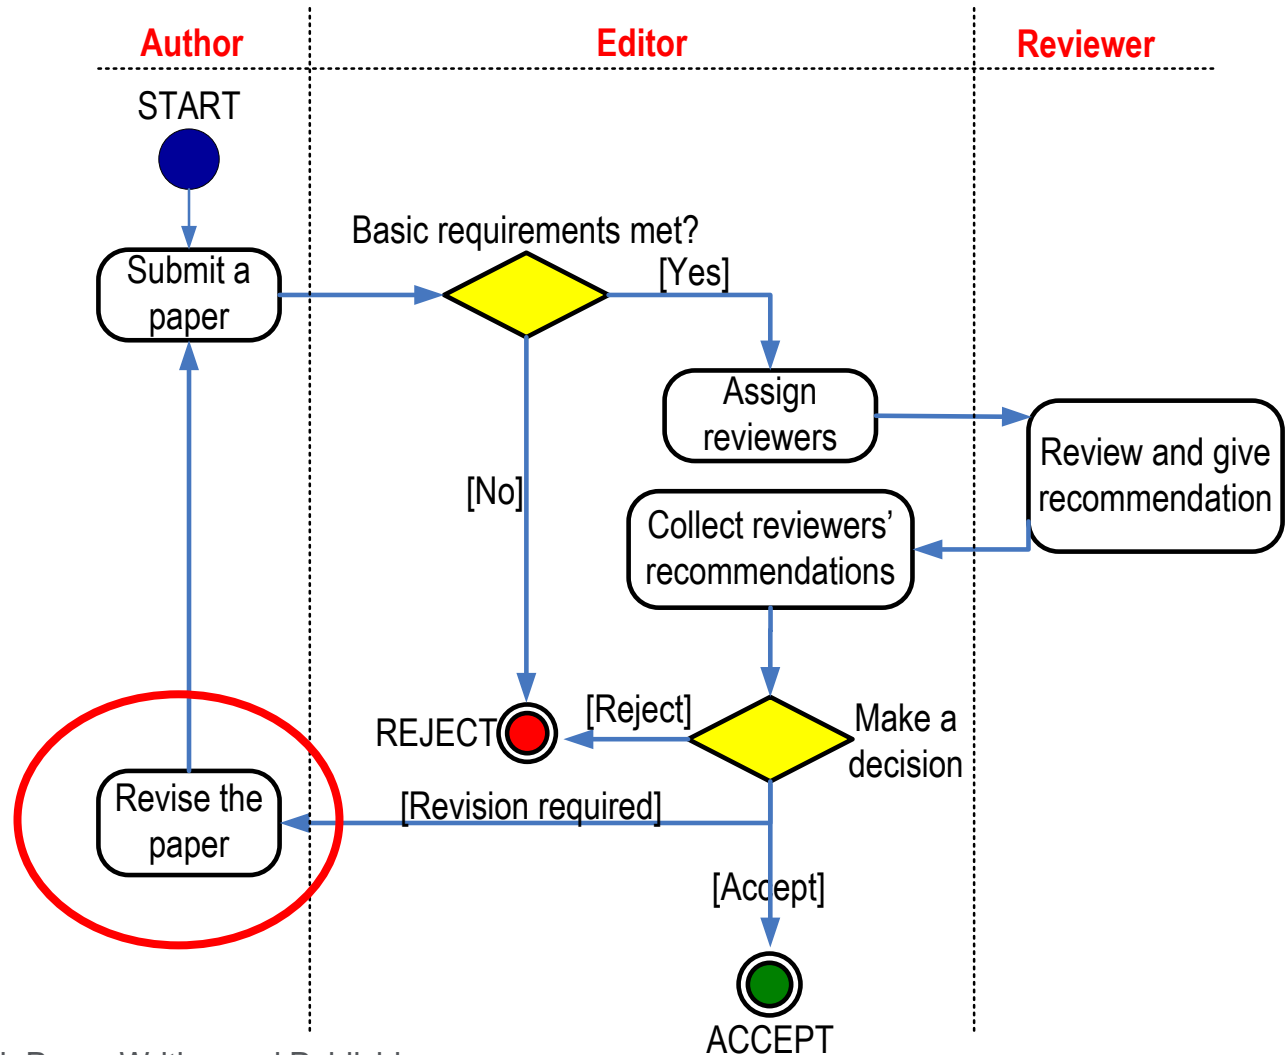 Author
Editor
Reviewer
START
Basic requirements met?
[Yes]
Submit a
paper
Assign
reviewers
Review and give
recommendation
[No]
Collect reviewers’
recommendations
REJECT
[Reject]
Make a
decision
Revise the
paper
[Revision required]
[Accept]
ACCEPT